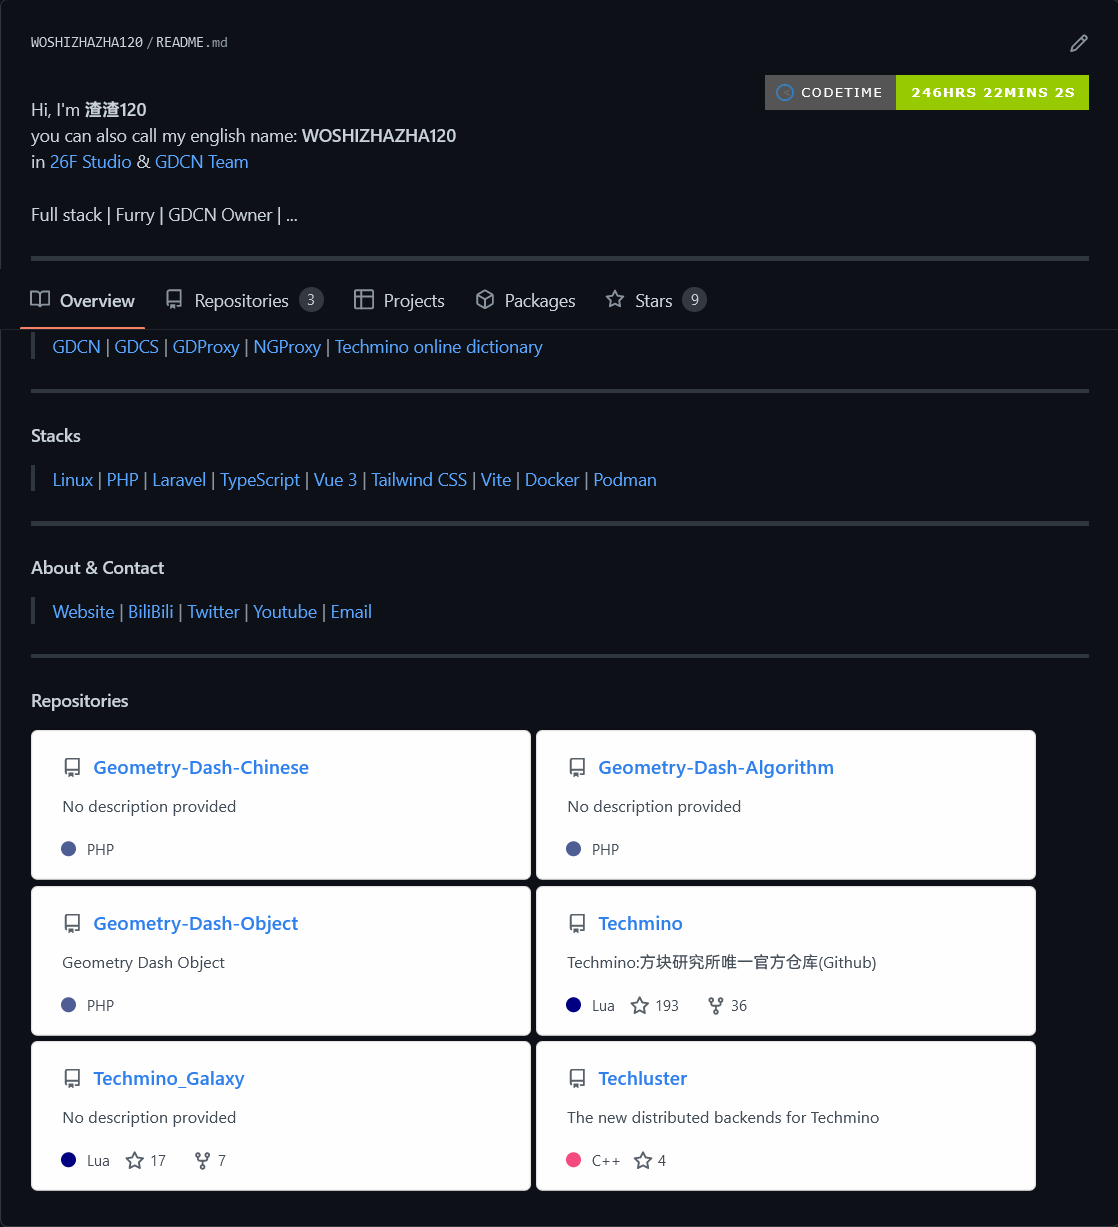 WOSHIZHAZHA120/README.md
CODETIME 246HRS 22MINS 2S
Hi, I'm 渣渣120
you can also call my english name: WOSHIZHAZHA120
in 26F Studio & GDCN Team
Full stack | Furry | GDCN Owner | ...
Overview Repositories 3 Projects Packages Stars 9
GDCN | GDCS | GDProxy | NGProxy | Techmino online dictionary
Stacks
Linux | PHP | Laravel | TypeScript | Vue 3 | Tailwind CSS | Vite | Docker | Podman
About & Contact
Website | BiliBili | Twitter | Youtube | Email
Repositories
Geometry-Dash-Chinese
No description provided
PHP
Geometry-Dash-Algorithm
No description provided
PHP
Geometry-Dash-Object
Geometry Dash Object
PHP
Techmino
Techmino:方块研究所唯一官方仓库(Github)
Lua 193 36
Techmino_Galaxy
No description provided
Lua 17 7
Techluster
The new distributed backends for Techmino
C++ 4